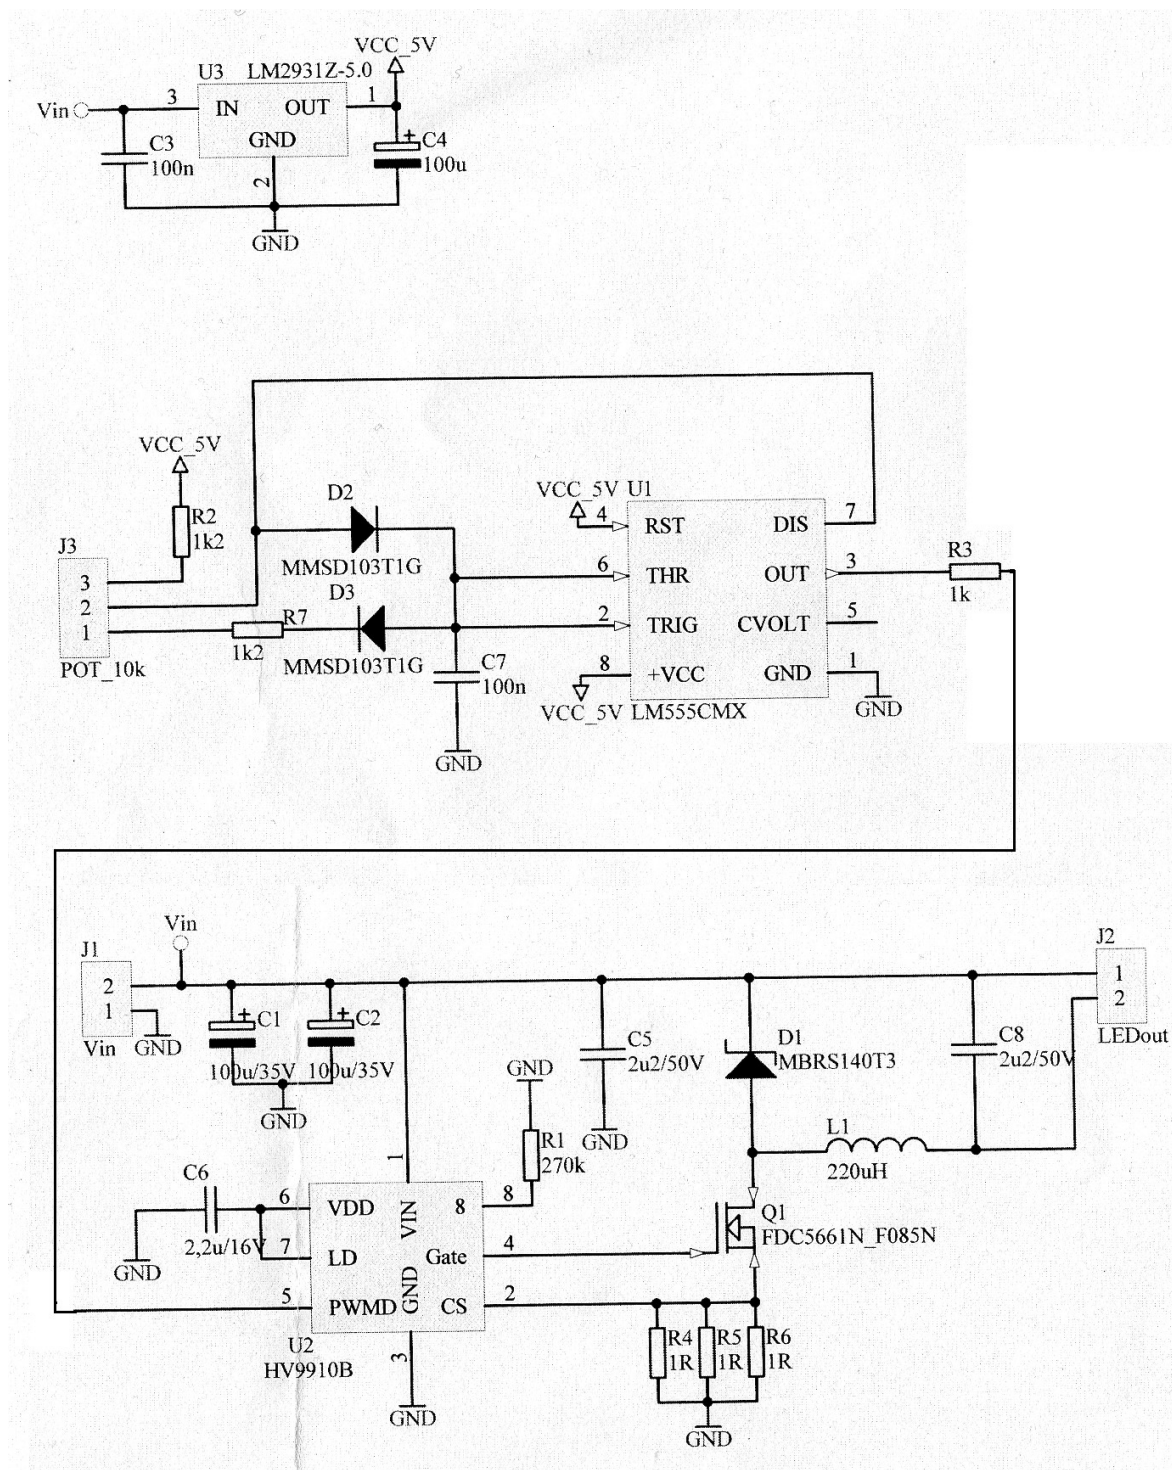 VCC_5V
U3 LM2931Z-5.0
Vin
3 IN OUT 1
GND
C3
100n
2
C4
+
100u
GND
VCC_5V
R2
1k2
J3
3
2
1
POT_10k
D2
MMSD103T1G
D3
MMSD103T1G
R7
1k2
C7
100n
GND
VCC_5V U1
4 RST DIS 7
6 THR OUT 3
2 TRIG CVOLT 5
8 +VCC GND 1
VCC_5V LM555CMX
GND
R3
1k
Vin
J1
2
1
Vin
GND
+ C1
100u/35V
+ C2
100u/35V
GND
C5
2u2/50V
GND
D1
MBRS140T3
C8
2u2/50V
J2
1
2
LEDout
L1
220uH
GND
R1
270k
C6
2,2u/16V
GND
1
6 VDD VIN 8 8
7 LD Gate 4
5 PWMD GND CS 2
U2
HV9910B
3
GND
Q1
FDC5661N_F085N
R4
1R
R5
1R
R6
1R
GND